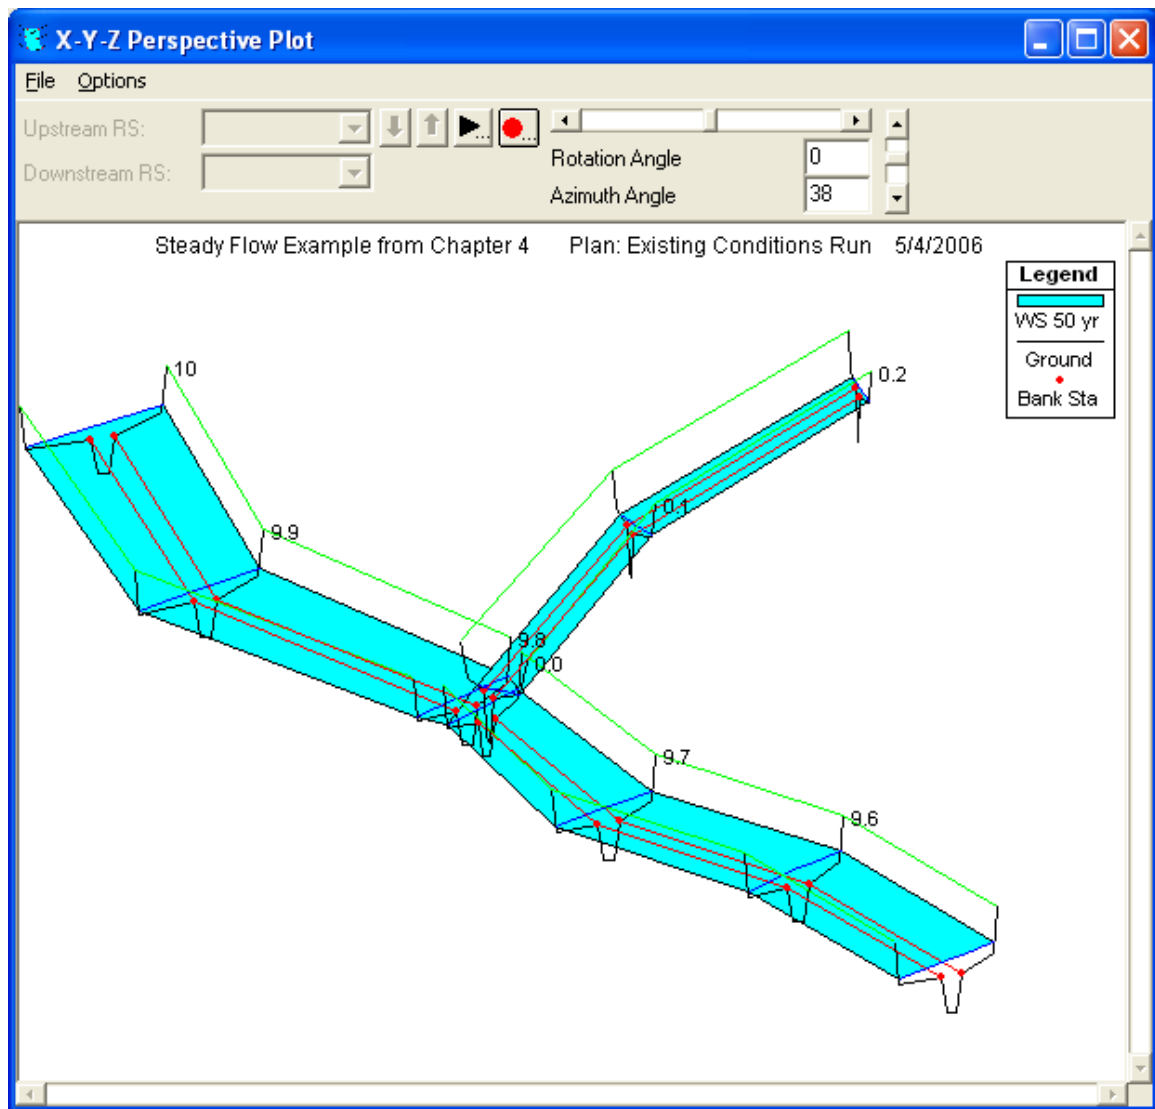 X-Y-Z Perspective Plot
File Options
Upstream RS:
Downstream RS:
...
...
Rotation Angle 0
Azimuth Angle 38
Steady Flow Example from Chapter 4 Plan: Existing Conditions Run 5/4/2006
Legend
WS 50 yr
Ground
Bank Sta
10
0.2
9.9
0.1
9.8
0.0
9.7
9.6